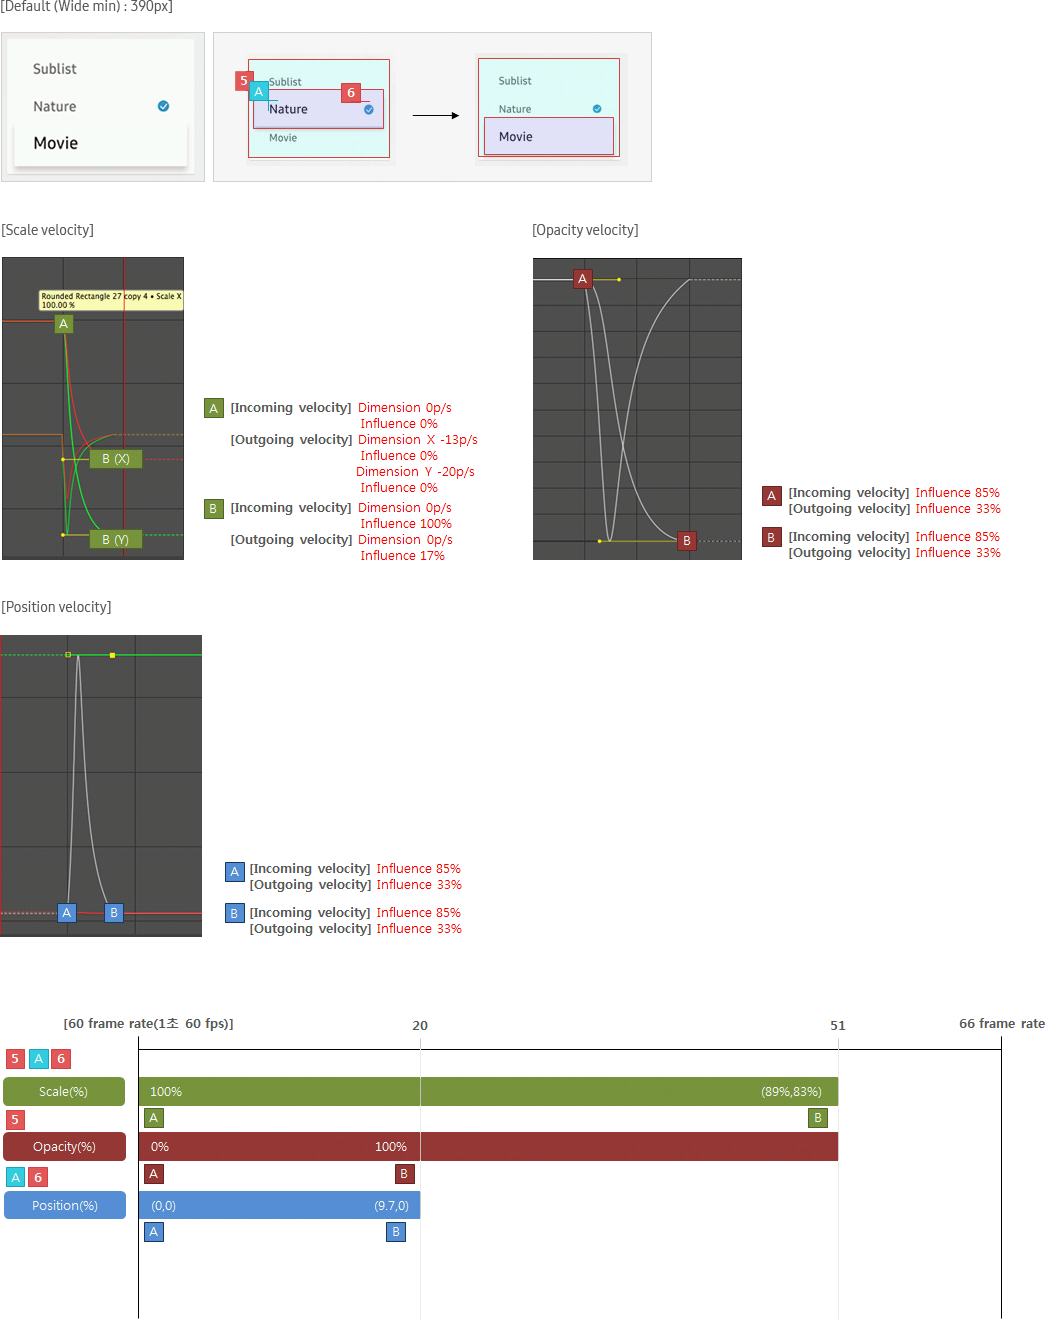 [Default (Wide min) : 390px]
Sublist
Nature
Movie
5
A
Sublist
6
Nature
Movie
Sublist
Nature
Movie
[Scale velocity]
[Opacity velocity]
Rounded Rectangle 27 copy 4 • Scale X
100.00 %
A
B (X)
B (Y)
A [Incoming velocity] Dimension 0p/s
Influence 0%
[Outgoing velocity] Dimension X -13p/s
Influence 0%
Dimension Y -20p/s
Influence 0%
B [Incoming velocity] Dimension 0p/s
Influence 100%
[Outgoing velocity] Dimension 0p/s
Influence 17%
A
B
A [Incoming velocity] Influence 85%
[Outgoing velocity] Influence 33%
B [Incoming velocity] Influence 85%
[Outgoing velocity] Influence 33%
[Position velocity]
A B
A [Incoming velocity] Influence 85%
[Outgoing velocity] Influence 33%
B [Incoming velocity] Influence 85%
[Outgoing velocity] Influence 33%
[60 frame rate(1초 60 fps)] 20 51 66 frame rate
5 A 6
Scale(%) 100% (89%,83%)
5 A B
Opacity(%) 0% 100%
A 6 A B
Position(%) (0,0) (9.7,0)
A B